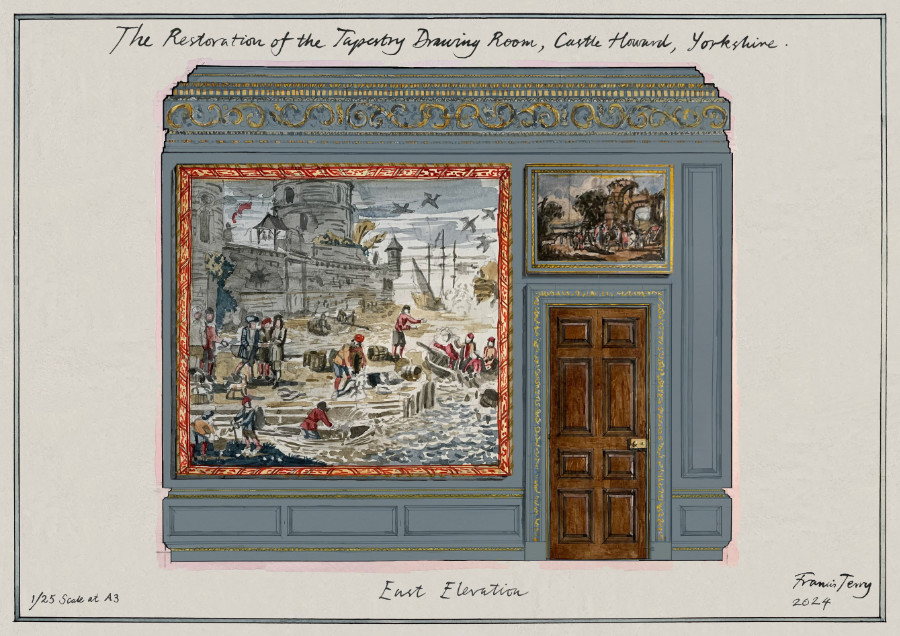 The Restoration of the Tapestry Drawing Room, Castle Howard, Yorkshire.
East Elevation
1/25 Scale at A3
Francis Terry
2024